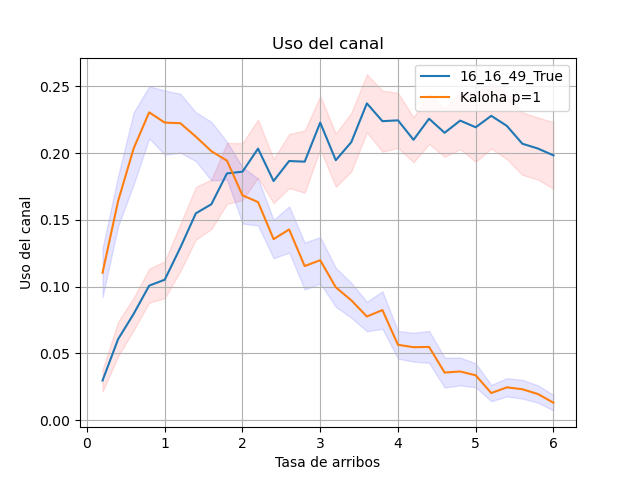 Uso del canal
16_16_49_True
Kaloha p=1
Uso del canal
0.25
0.20
0.15
0.10
0.05
0.00
0 1 2 3 4 5 6
Tasa de arribos